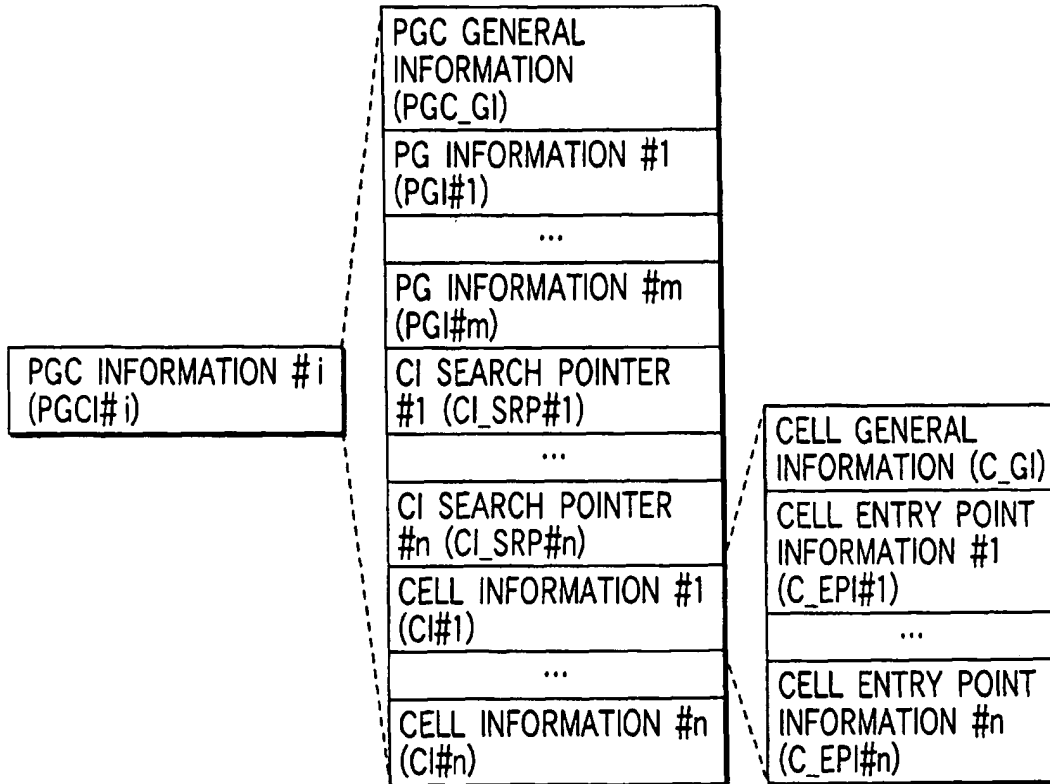 PGC INFORMATION #i
(PGCI#i)
PGC GENERAL
INFORMATION
(PGC_GI)
PG INFORMATION #1
(PGI#1)
...
PG INFORMATION #m
(PGI#m)
CI SEARCH POINTER
#1 (CI_SRP#1)
...
CI SEARCH POINTER
#n (CI_SRP#n)
CELL INFORMATION #1
(CI#1)
...
CELL INFORMATION #n
(CI#n)
CELL GENERAL
INFORMATION (C_GI)
CELL ENTRY POINT
INFORMATION #1
(C_EPI#1)
...
CELL ENTRY POINT
INFORMATION #n
(C_EPI#n)